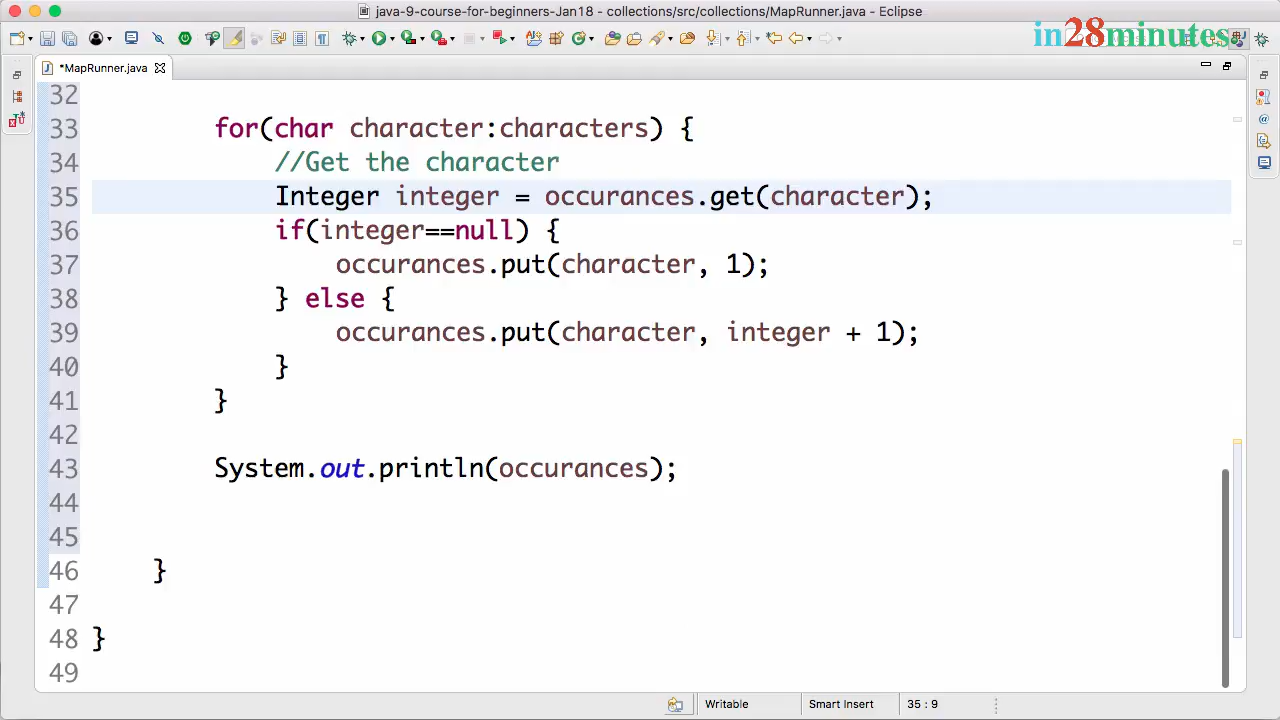 java-9-course-for-beginners-Jan18 - collections/src/collections/MapRunner.java - Eclipse
in28minutes
*MapRunner.java
32
33 for(char character:characters) {
34 //Get the character
35 Integer integer = occurances.get(character);
36 if(integer==null) {
37 occurances.put(character, 1);
38 } else {
39 occurances.put(character, integer + 1);
40 }
41 }
42
43 System.out.println(occurances);
44
45
46 }
47
48 }
49
Writable Smart Insert 35 : 9